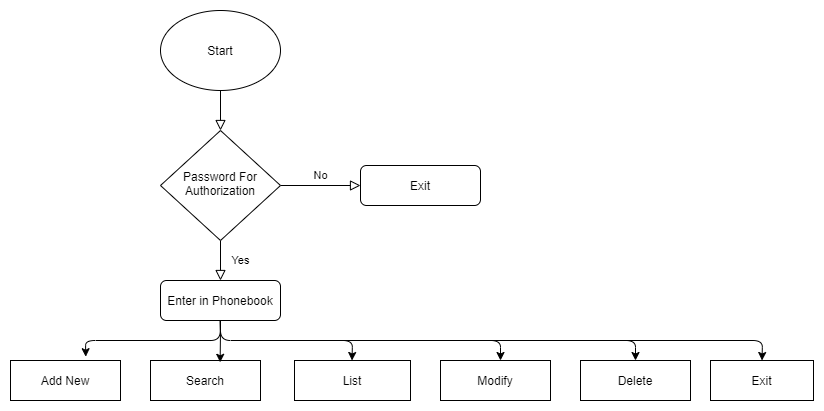 Start
Password For
Authorization
No
Exit
Yes
Enter in Phonebook
Add New
Search
List
Modify
Delete
Exit